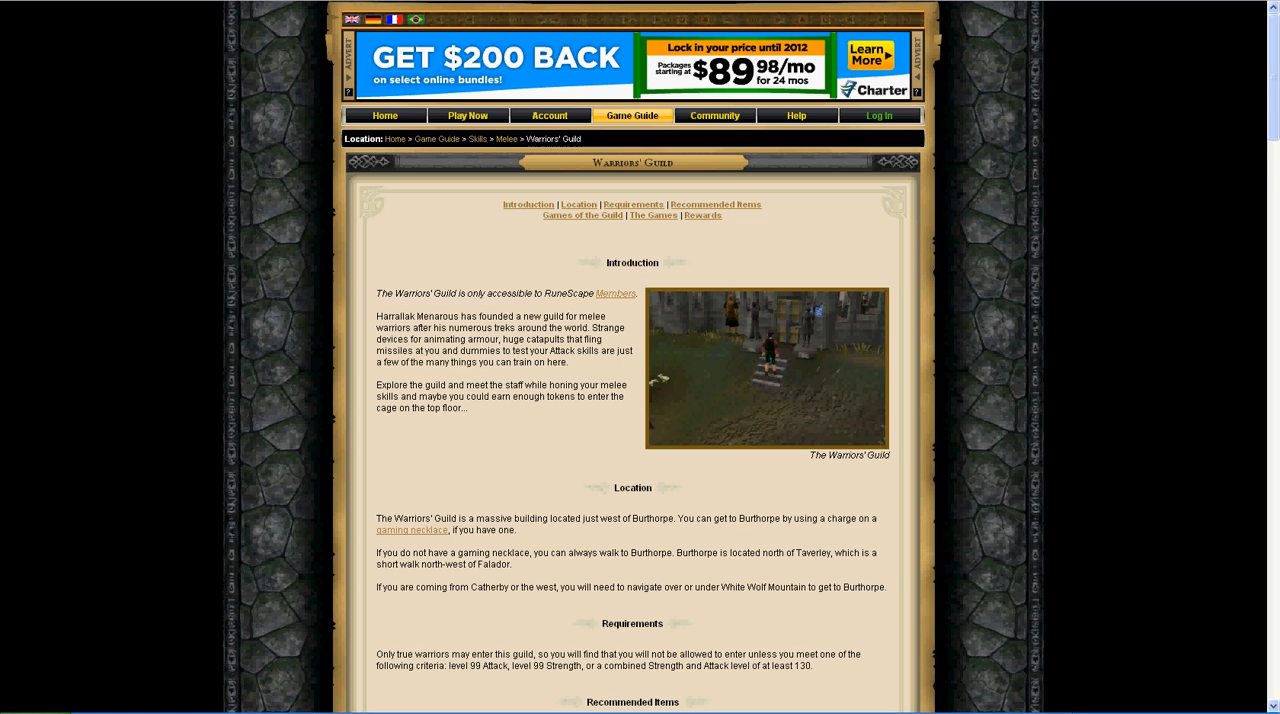 ADVERT
GET $200 BACK
on select online bundles!
Lock in your price until 2012
Packages starting at $89.98/mo for 24 mos
Learn More
Charter
ADVERT
?
?
Home Play Now Account Game Guide Community Help Log In
Location: Home > Game Guide > Skills > Melee > Warriors' Guild
Warriors' Guild
Introduction | Location | Requirements | Recommended Items
Games of the Guild | The Games | Rewards
Introduction
The Warriors' Guild is only accessible to RuneScape Members.
Harrallak Menarous has founded a new guild for melee
warriors after his numerous treks around the world. Strange
devices for animating armour, huge catapults that fling
missiles at you and dummies to test your Attack skills are just
a few of the many things you can train on here.
Explore the guild and meet the staff while honing your melee
skills and maybe you could earn enough tokens to enter the
cage on the top floor...
The Warriors' Guild
Location
The Warriors' Guild is a massive building located just west of Burthorpe. You can get to Burthorpe by using a charge on a
gaming necklace, if you have one.
If you do not have a gaming necklace, you can always walk to Burthorpe. Burthorpe is located north of Taverley, which is a
short walk north-west of Falador.
If you are coming from Catherby or the west, you will need to navigate over or under White Wolf Mountain to get to Burthorpe.
Requirements
Only true warriors may enter this guild, so you will find that you will not be allowed to enter unless you meet one of the
following criteria: level 99 Attack, level 99 Strength, or a combined Strength and Attack level of at least 130.
Recommended Items